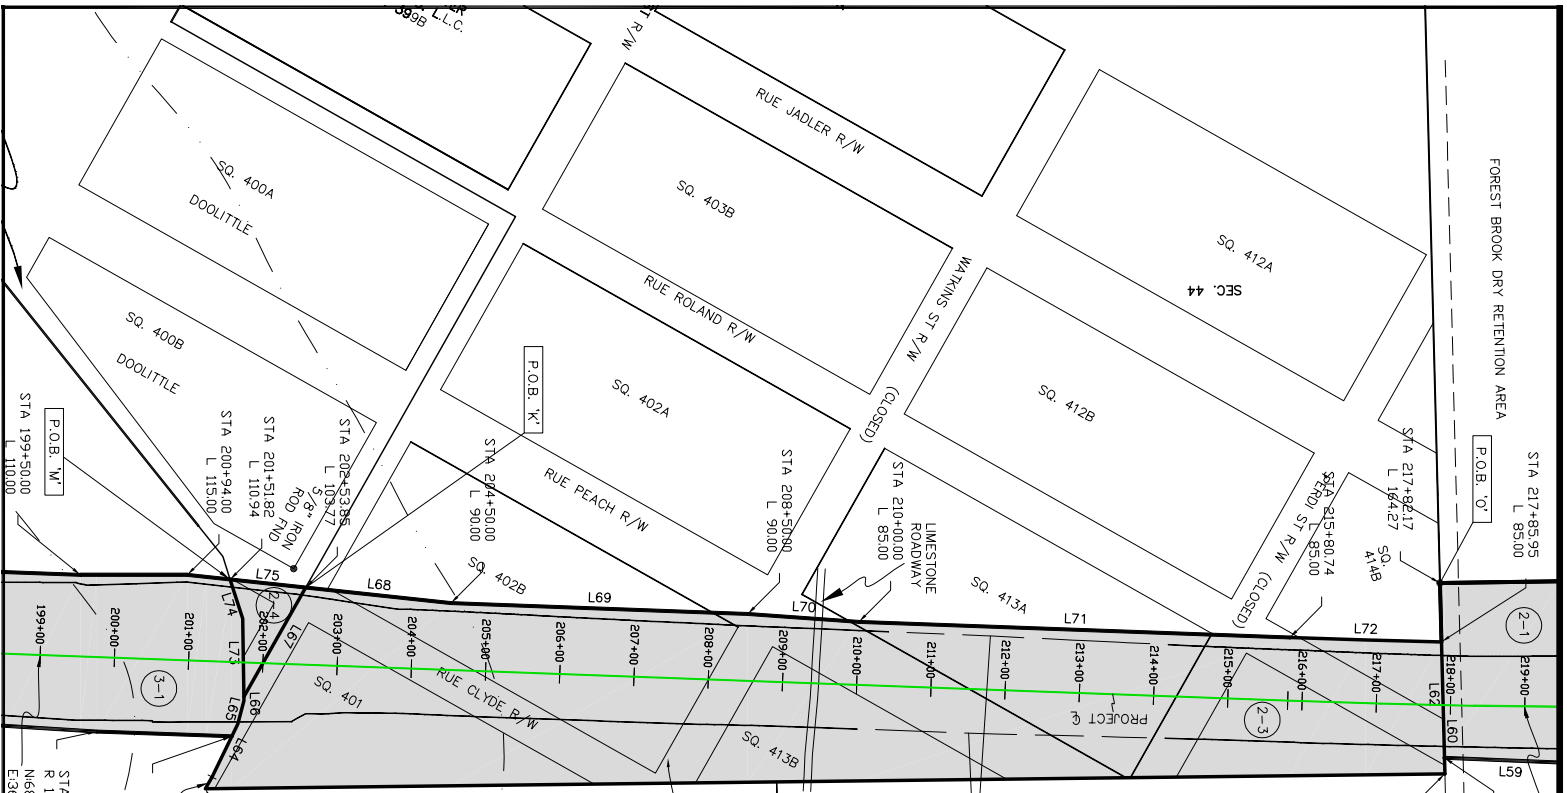 L.L.C.
399B
RUE JADLER R/W
FOREST BROOK DRY RETENTION AREA
SQ. 400A
DOOLITTLE
SQ. 403B
SQ. 412A
SEC. 44
RUE ROLAND R/W
WATKINS ST R/W (CLOSED)
SQ. 400B
DOOLITTLE
P.O.B. 'K'
SQ. 402A
SQ. 412B
STA 199+50.00
L 110.00
P.O.B. 'M'
STA 200+94.00
L 115.00
STA 201+51.82
L 110.94
STA 202+53.85
L 103.77
5/8" IRON
ROD FND
STA 204+50.00
L 90.00
RUE PEACH R/W
STA 208+50.00
L 90.00
STA 210+00.00
L 85.00
LIMESTONE
ROADWAY
STA 215+80.74
L 85.00
STA 217+82.17
L 164.27
P.O.B. 'O'
STA 217+85.95
L 85.00
ST R/W (CLOSED)
SQ.
414B
SQ. 402B
SQ. 413A
L75
L68
L69
L70
L71
L72
L74
2-4
L67
L73
L66
L65
L64
L62
L60
L59
2-1
199+00
200+00
201+00
202+00
203+00
204+00
205+00
206+00
207+00
208+00
209+00
210+00
211+00
212+00
213+00
214+00
215+00
216+00
217+00
218+00
219+00
3-1
SQ. 401
RUE CLYDE R/W
PROJECT ℄
2-3
SQ. 413B
STA
R 1